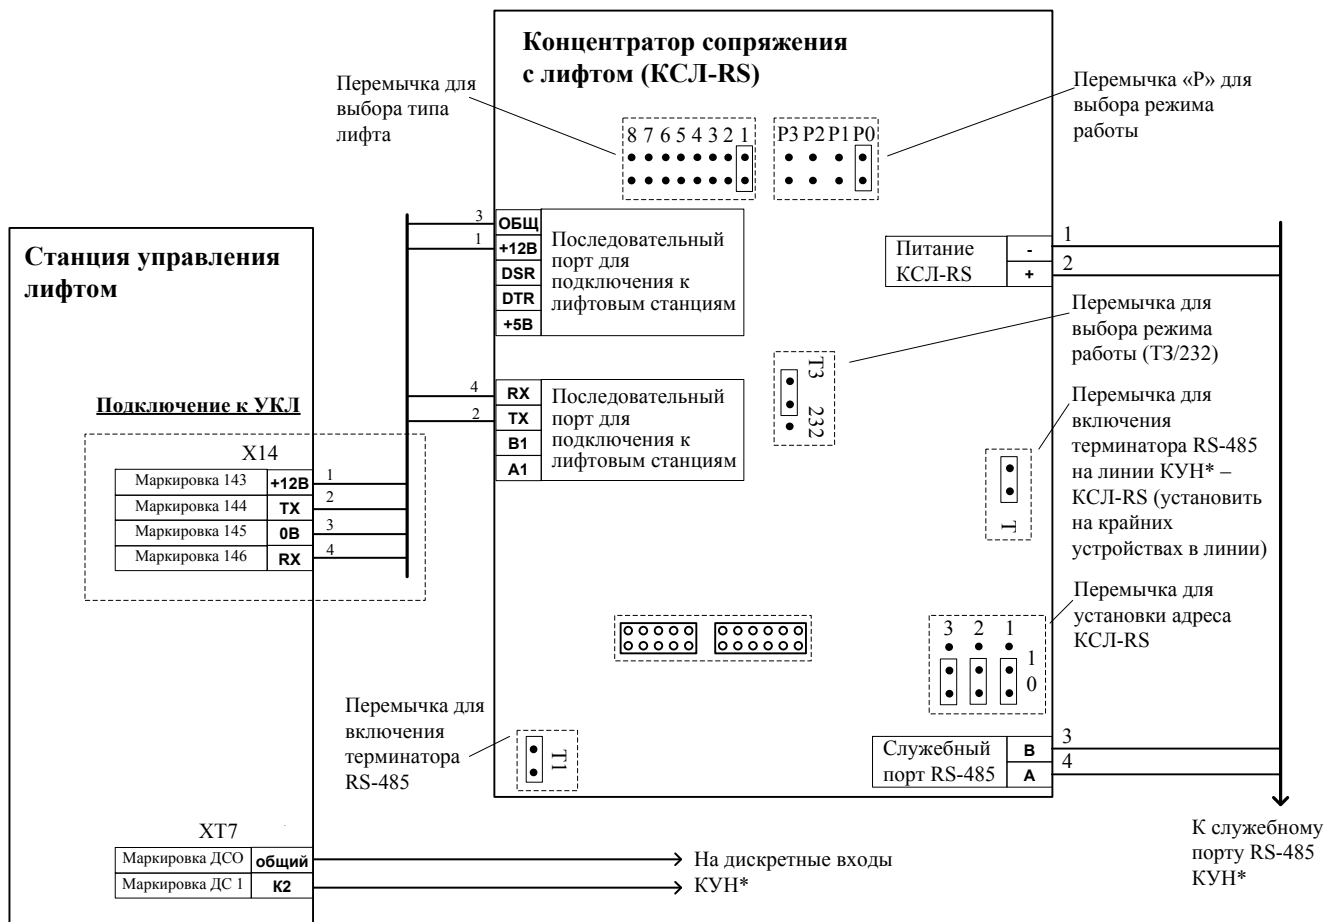 Концентратор сопряжения
с лифтом (КСЛ-RS)
Перемычка для
выбора типа
лифта
Перемычка «Р» для
выбора режима
работы
8 7 6 5 4 3 2 1
P3 P2 P1 P0
3
1
ОБЩ
+12В
DSR
DTR
+5В
Последовательный
порт для
подключения к
лифтовым станциям
Питание
КСЛ-RS
-
+
1
2
Станция управления
лифтом
Перемычка для
выбора режима
работы (ТЗ/232)
ТЗ
232
4
2
RX
TX
B1
A1
Последовательный
порт для
подключения к
лифтовым станциям
Перемычка для
включения
терминатора RS-485
на линии КУН* –
КСЛ-RS (установить
на крайних
устройствах в линии)
Т
Подключение к УКЛ
X14
Маркировка 143 +12В 1
Маркировка 144 TX 2
Маркировка 145 0В 3
Маркировка 146 RX 4
Перемычка для
установки адреса
КСЛ-RS
3 2 1
1
0
Перемычка для
включения
терминатора
RS-485
Т1
Служебный
порт RS-485
B
A
3
4
К служебному
порту RS-485
КУН*
XT7
Маркировка ДСО общий
Маркировка ДС 1 К2
На дискретные входы
КУН*